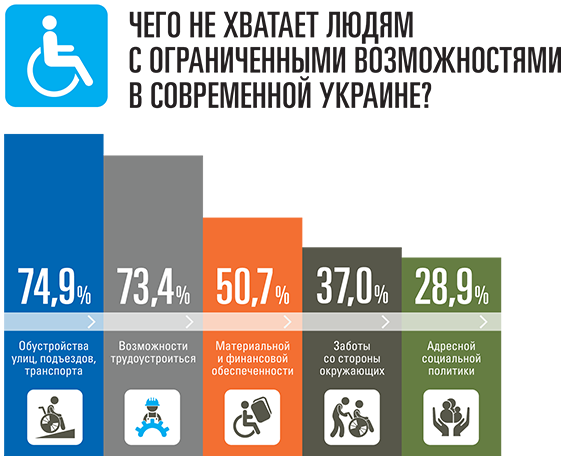 ЧЕГО НЕ ХВАТАЕТ ЛЮДЯМ
С ОГРАНИЧЕННЫМИ ВОЗМОЖНОСТЯМИ
В СОВРЕМЕННОЙ УКРАИНЕ?
74,9%
73,4%
50,7%
37,0%
28,9%
Обустройства
улиц, подъездов,
транспорта
Возможности
трудоустроиться
Материальной
и финансовой
обеспеченности
Заботы
со стороны
окружающих
Адресной
социальной
политики